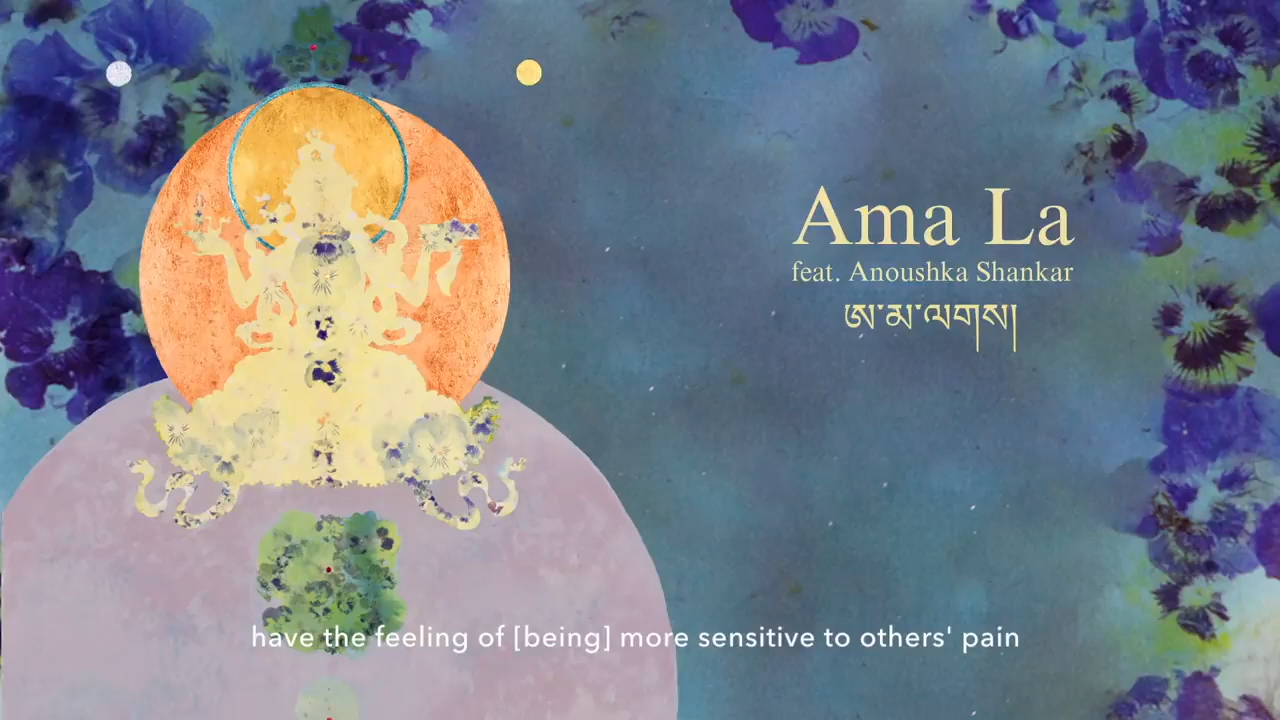 Ama La
feat. Anoushka Shankar
ཨ་མ་ལགས།
have the feeling of [being] more sensitive to others' pain